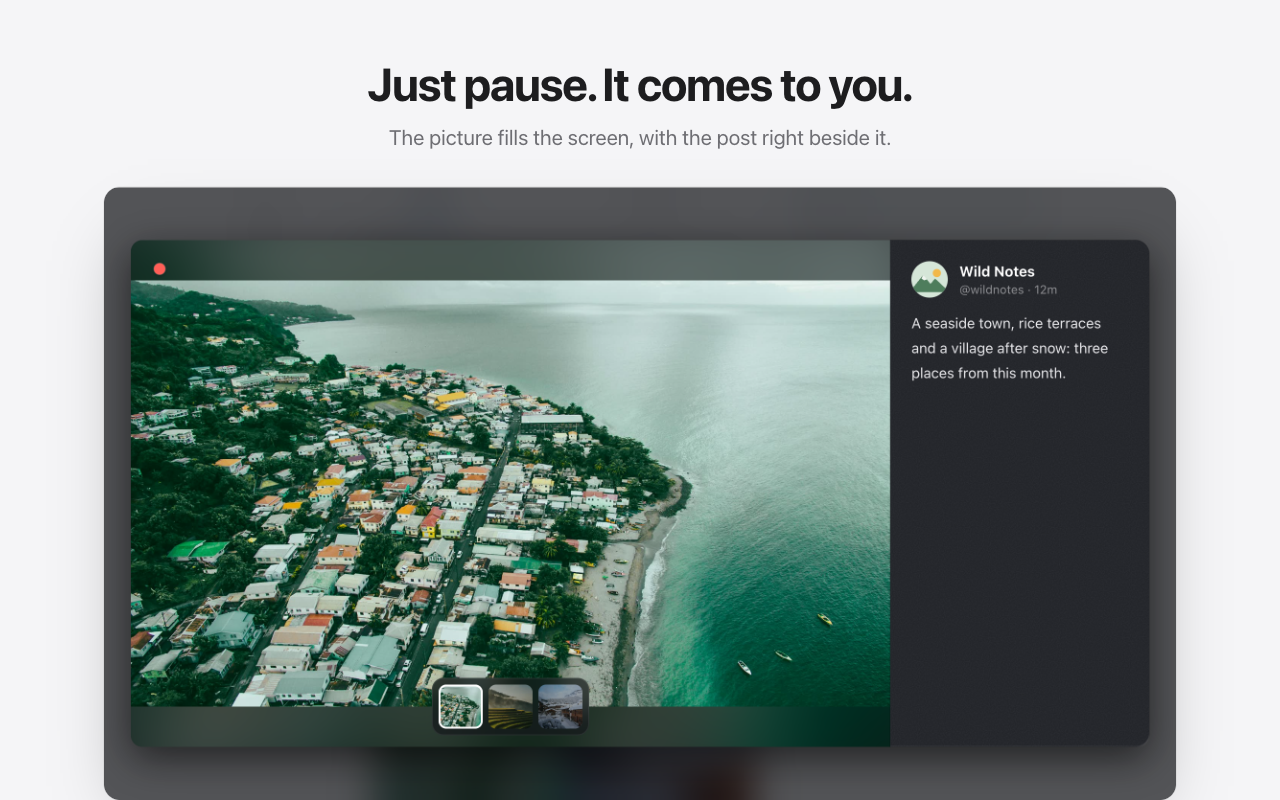 Just pause. It comes to you.
The picture fills the screen, with the post right beside it.
Wild Notes
@wildnotes · 12m
A seaside town, rice terraces
and a village after snow: three
places from this month.